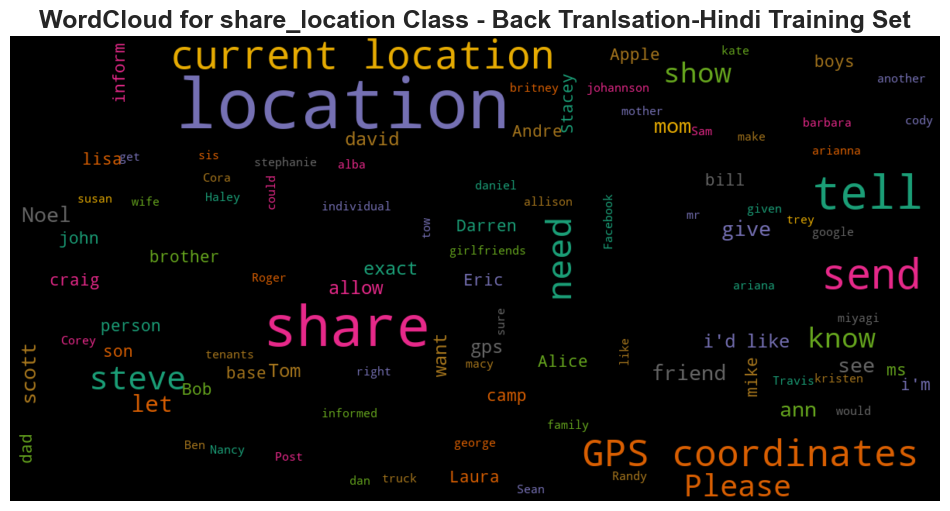 WordCloud for share_location Class - Back Tranlsation-Hindi Training Set
inform
current location
Apple
kate
show
boys
another
location
britney
Stacey
johannson
mother
mom
Sam
make
barbara
cody
Andre
david
arianna
lisa
get
sis
stephanie
alba
Cora
could
daniel
bill
tell
susan
wife
Haley
individual
allison
Noel
tow
Darren
Facebook
mr
given
trey
give
google
john
girlfriends
need
brother
exact
craig
Roger
allow
Eric
ariana
send
share
person
sure
miyagi
Corey
son
tenants
want
gps
like
i'd like
know
scott
steve
base
Tom
right
macy
Alice
friend
mike
see
ms
Travis
kristen
i'm
Bob
let
camp
informed
ann
would
family
dad
Ben
Nancy
Post
george
GPS coordinates
dan
truck
Laura
Sean
Randy
Please